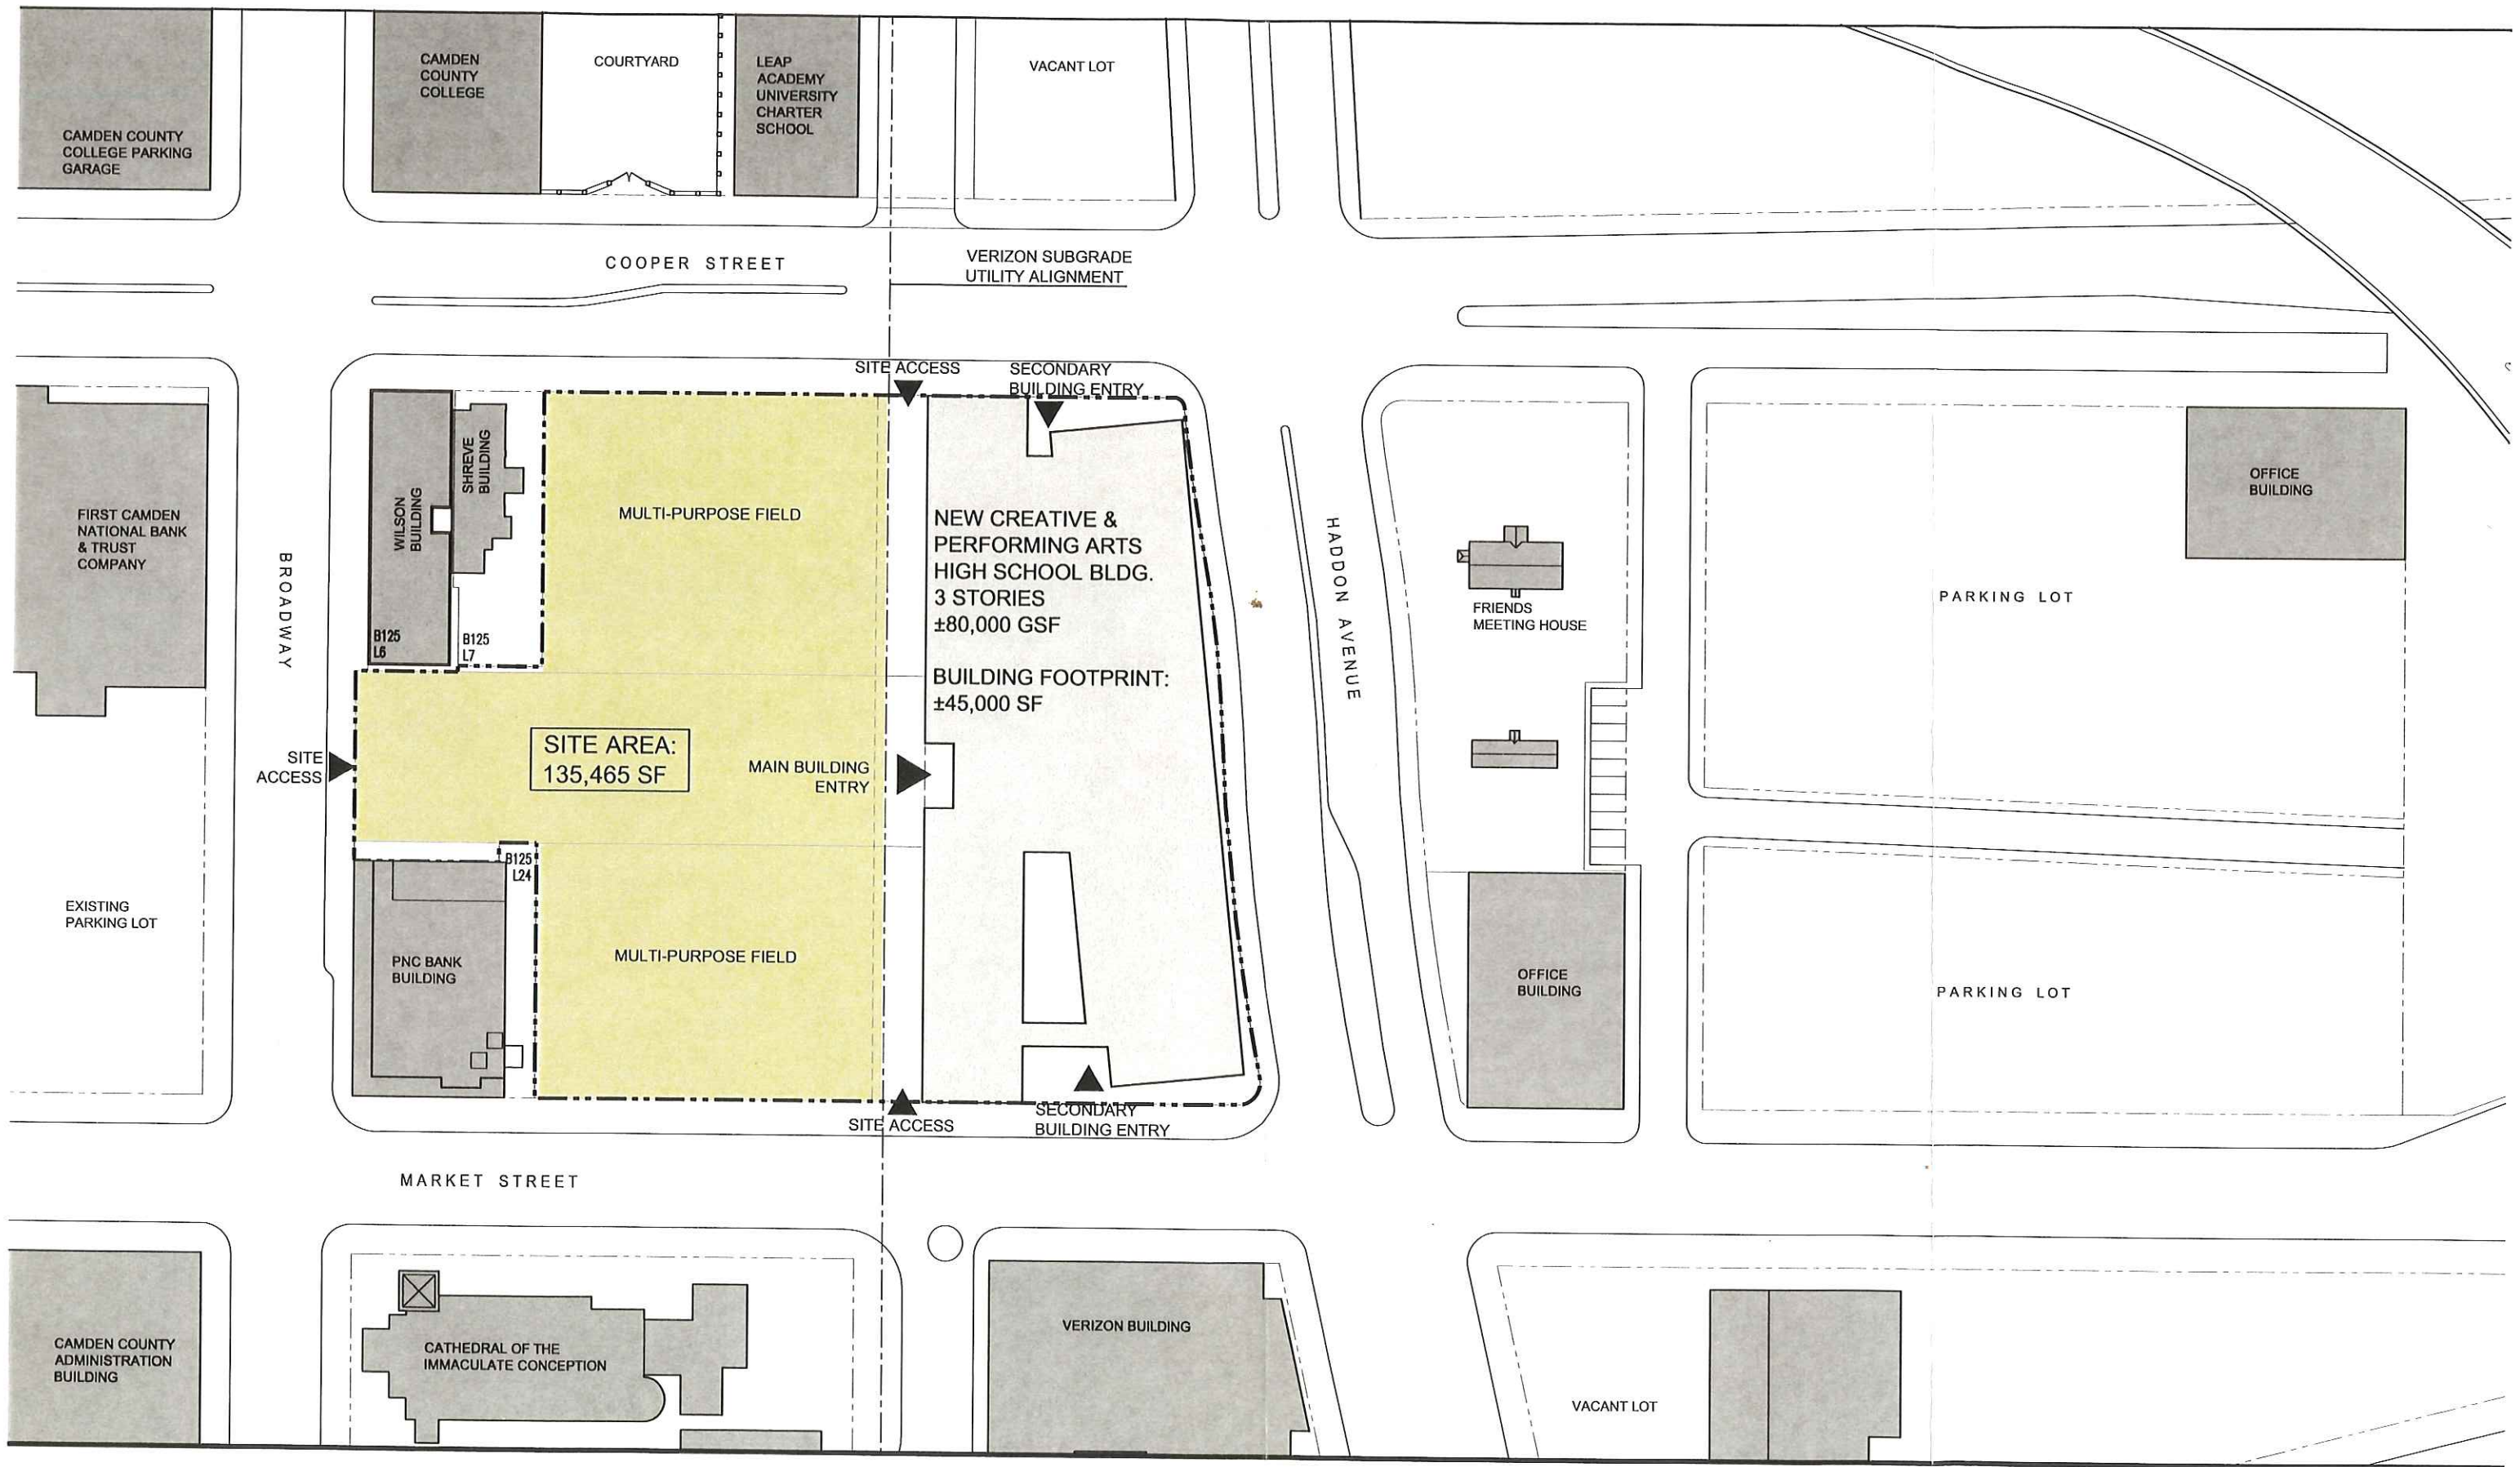 CAMDEN COUNTY
COLLEGE PARKING
GARAGE
CAMDEN
COUNTY
COLLEGE
COURTYARD
LEAP
ACADEMY
UNIVERSITY
CHARTER
SCHOOL
VACANT LOT
COOPER STREET
VERIZON SUBGRADE
UTILITY ALIGNMENT
SITE ACCESS
SECONDARY
BUILDING ENTRY
FIRST CAMDEN
NATIONAL BANK
& TRUST
COMPANY
BROADWAY
WILSON
BUILDING
SHREVE
BUILDING
B125
L6
B125
L7
MULTI-PURPOSE FIELD
NEW CREATIVE &
PERFORMING ARTS
HIGH SCHOOL BLDG.
3 STORIES
±80,000 GSF
BUILDING FOOTPRINT:
±45,000 SF
HADDON AVENUE
FRIENDS
MEETING HOUSE
OFFICE
BUILDING
PARKING LOT
SITE
ACCESS
SITE AREA:
135,465 SF
MAIN BUILDING
ENTRY
EXISTING
PARKING LOT
B125
L24
PNC BANK
BUILDING
MULTI-PURPOSE FIELD
OFFICE
BUILDING
PARKING LOT
SITE ACCESS
SECONDARY
BUILDING ENTRY
MARKET STREET
CAMDEN COUNTY
ADMINISTRATION
BUILDING
CATHEDRAL OF THE
IMMACULATE CONCEPTION
VERIZON BUILDING
VACANT LOT